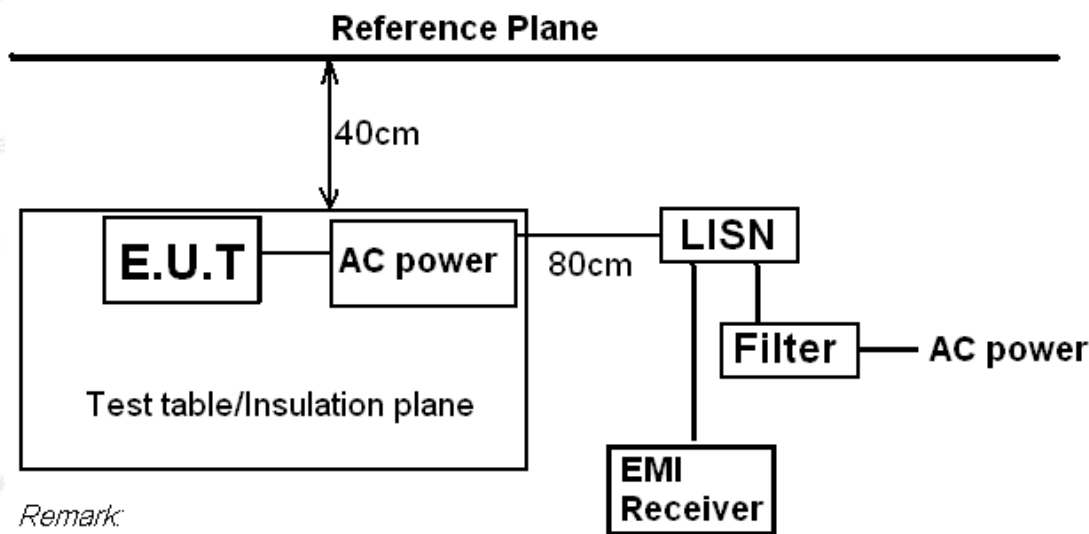 Reference Plane
40cm
E.U.T
AC power
80cm
LISN
Filter
AC power
Test table/Insulation plane
EMI
Receiver
Remark: